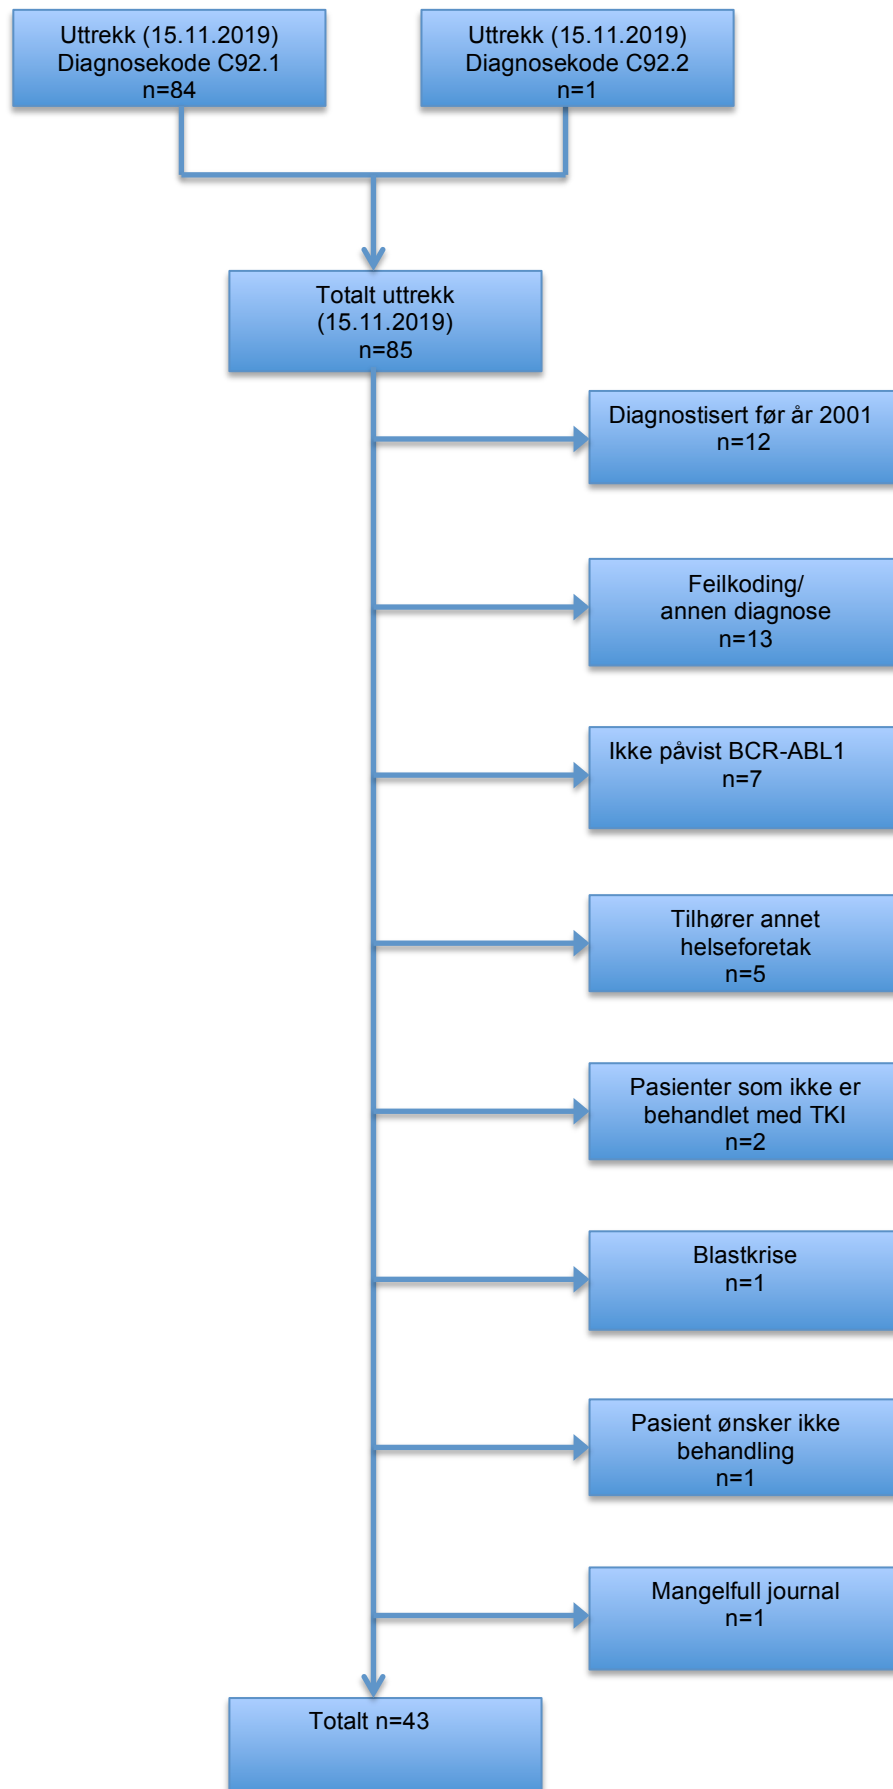 Uttrekk (15.11.2019)
Diagnosekode C92.1
n=84
Uttrekk (15.11.2019)
Diagnosekode C92.2
n=1
Totalt uttrekk
(15.11.2019)
n=85
Diagnostisert før år 2001
n=12
Feilkoding/
annen diagnose
n=13
Ikke påvist BCR-ABL1
n=7
Tilhører annet
helseforetak
n=5
Pasienter som ikke er
behandlet med TKI
n=2
Blastkrise
n=1
Pasient ønsker ikke
behandling
n=1
Mangelfull journal
n=1
Totalt n=43